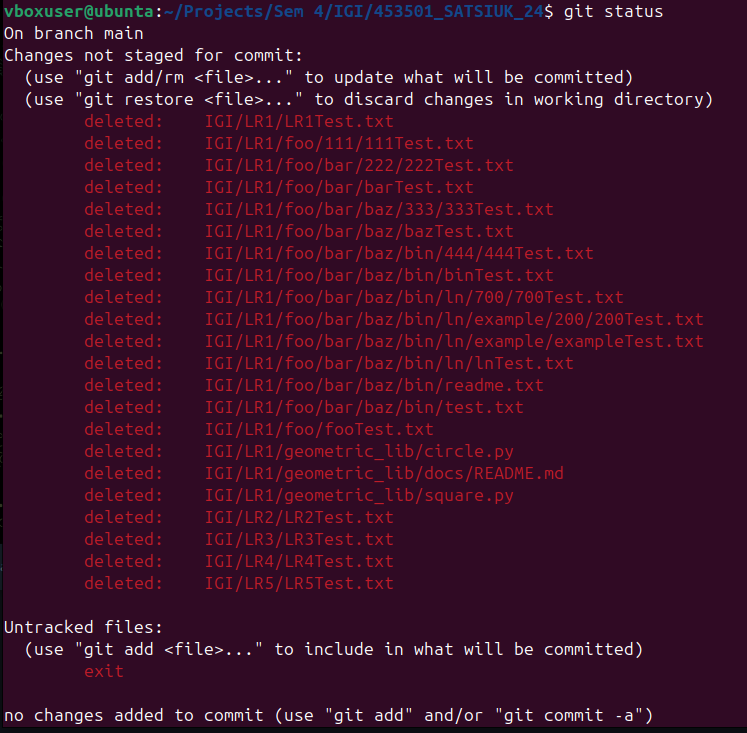 vboxuser@ubunta:~/Projects/Sem 4/IGI/453501_SATSIUK_24$ git status
On branch main
Changes not staged for commit:
  (use "git add/rm <file>..." to update what will be committed)
  (use "git restore <file>..." to discard changes in working directory)
        deleted:    IGI/LR1/LR1Test.txt
        deleted:    IGI/LR1/foo/111/111Test.txt
        deleted:    IGI/LR1/foo/bar/222/222Test.txt
        deleted:    IGI/LR1/foo/bar/barTest.txt
        deleted:    IGI/LR1/foo/bar/baz/333/333Test.txt
        deleted:    IGI/LR1/foo/bar/baz/bazTest.txt
        deleted:    IGI/LR1/foo/bar/baz/bin/444/444Test.txt
        deleted:    IGI/LR1/foo/bar/baz/bin/binTest.txt
        deleted:    IGI/LR1/foo/bar/baz/bin/ln/700/700Test.txt
        deleted:    IGI/LR1/foo/bar/baz/bin/ln/example/200/200Test.txt
        deleted:    IGI/LR1/foo/bar/baz/bin/ln/example/exampleTest.txt
        deleted:    IGI/LR1/foo/bar/baz/bin/ln/lnTest.txt
        deleted:    IGI/LR1/foo/bar/baz/bin/readme.txt
        deleted:    IGI/LR1/foo/bar/baz/bin/test.txt
        deleted:    IGI/LR1/foo/fooTest.txt
        deleted:    IGI/LR1/geometric_lib/circle.py
        deleted:    IGI/LR1/geometric_lib/docs/README.md
        deleted:    IGI/LR1/geometric_lib/square.py
        deleted:    IGI/LR2/LR2Test.txt
        deleted:    IGI/LR3/LR3Test.txt
        deleted:    IGI/LR4/LR4Test.txt
        deleted:    IGI/LR5/LR5Test.txt

Untracked files:
  (use "git add <file>..." to include in what will be committed)
        exit

no changes added to commit (use "git add" and/or "git commit -a")